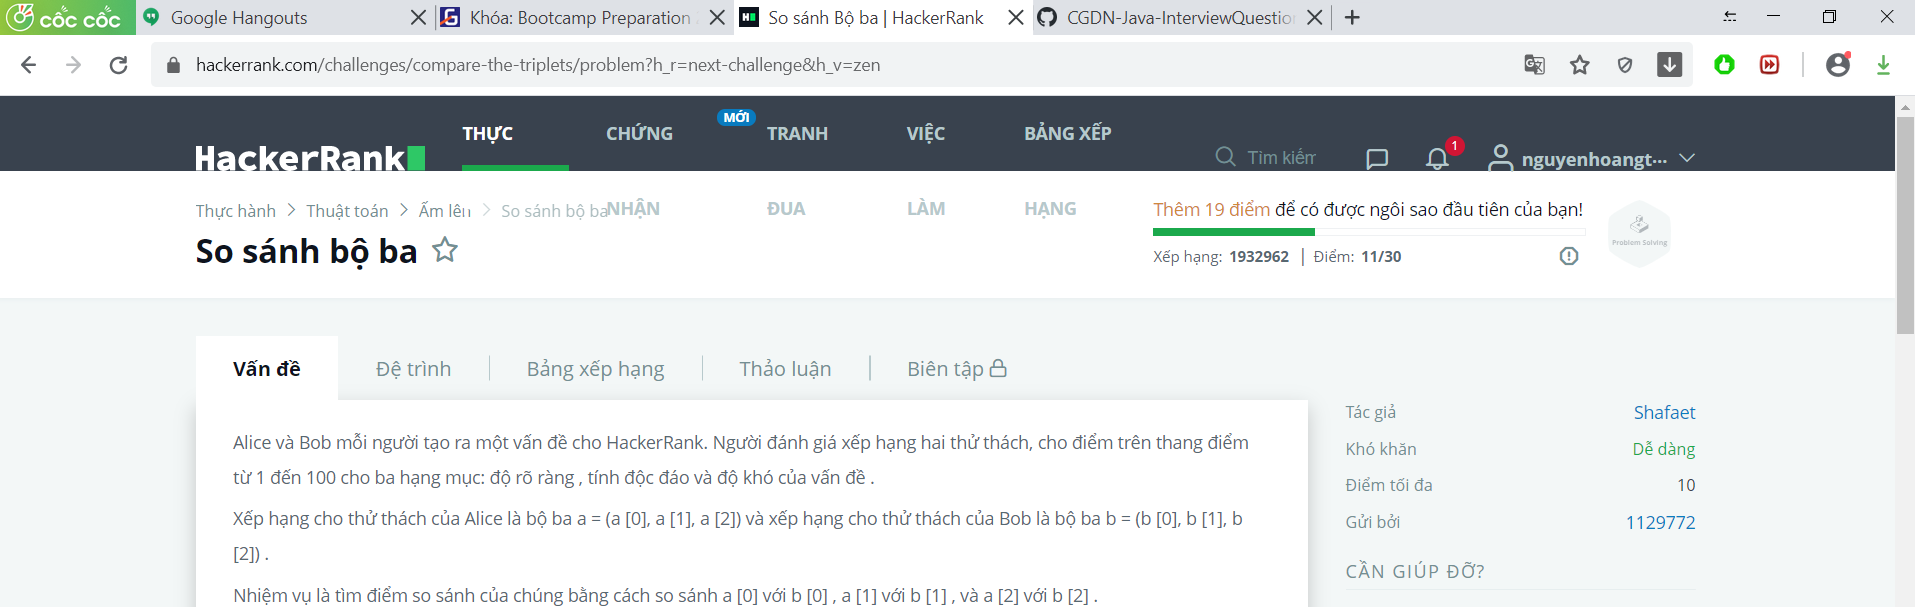 cốc cốc
Google Hangouts
Khóa: Bootcamp Preparation
So sánh Bộ ba | HackerRank
CGDN-Java-InterviewQuestio
hackerrank.com/challenges/compare-the-triplets/problem?h_r=next-challenge&h_v=zen
HackerRank
THỰC
CHỨNG
MỚI
TRANH
VIỆC
BẢNG XẾP
Tìm kiếm
1
nguyenhoangt...
Thực hành > Thuật toán > Ấm lên > So sánh bộ ba
NHẬN
ĐUA
LÀM
HẠNG
So sánh bộ ba
Thêm 19 điểm để có được ngôi sao đầu tiên của bạn!
Xếp hạng: 1932962 | Điểm: 11/30
Problem Solving
Vấn đề
Đệ trình
Bảng xếp hạng
Thảo luận
Biên tập
Alice và Bob mỗi người tạo ra một vấn đề cho HackerRank. Người đánh giá xếp hạng hai thử thách, cho điểm trên thang điểm
từ 1 đến 100 cho ba hạng mục: độ rõ ràng , tính độc đáo và độ khó của vấn đề .
Xếp hạng cho thử thách của Alice là bộ ba a = (a [0], a [1], a [2]) và xếp hạng cho thử thách của Bob là bộ ba b = (b [0], b [1], b
[2]) .
Nhiệm vụ là tìm điểm so sánh của chúng bằng cách so sánh a [0] với b [0] , a [1] với b [1] , và a [2] với b [2] .
Tác giả Shafaet
Khó khăn Dễ dàng
Điểm tối đa 10
Gửi bởi 1129772
CẦN GIÚP ĐỠ?